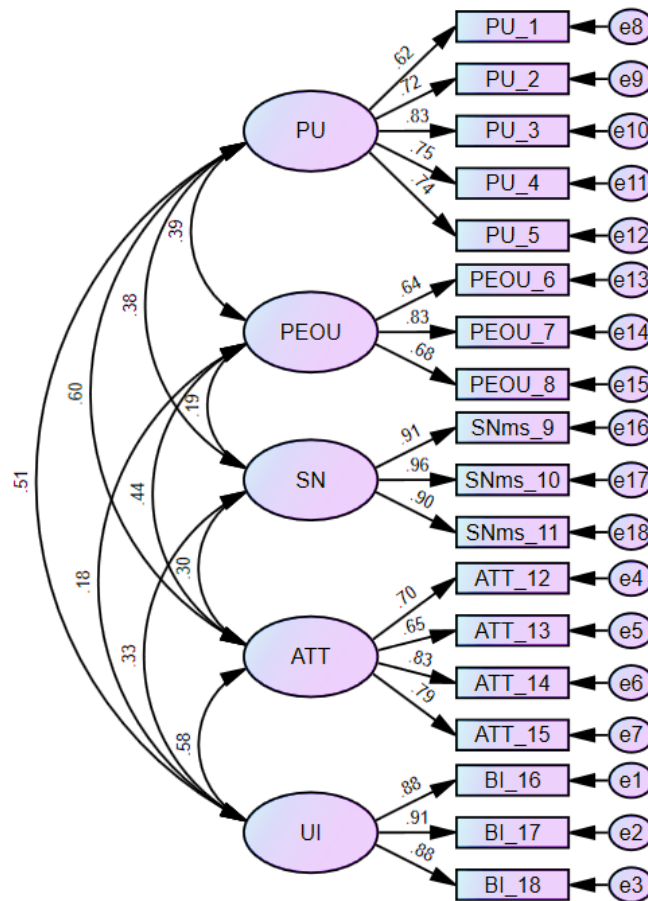 PU_1
e8
.62
PU_2
e9
.72
PU
PU_3
e10
.83
PU_4
e11
.75
PU_5
e12
.74
.39
PEOU_6
e13
.64
PEOU
PEOU_7
e14
.83
PEOU_8
e15
.68
.38
.19
.60
SNms_9
e16
.91
.51
SN
SNms_10
e17
.96
SNms_11
e18
.90
.44
.30
.18
.33
ATT_12
e4
.70
ATT
ATT_13
e5
.65
ATT_14
e6
.83
ATT_15
e7
.79
.58
BI_16
e1
.88
UI
BI_17
e2
.91
BI_18
e3
.88